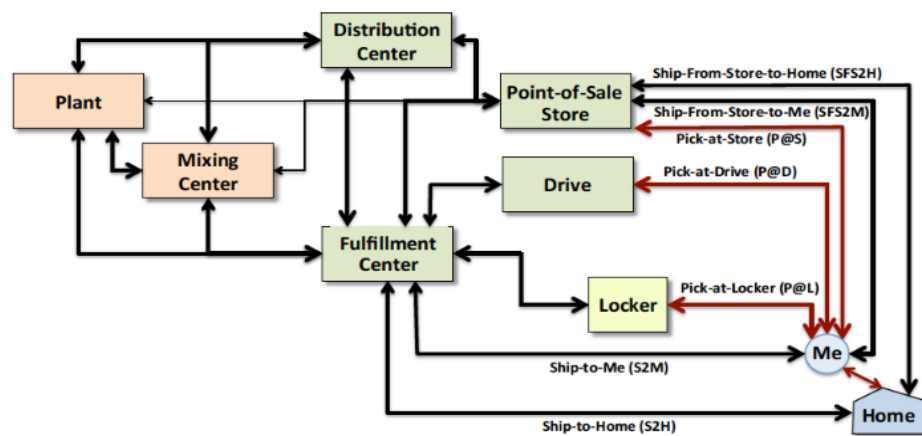 Distribution
Center
Plant
Point-of-Sale
Store
Ship-From-Store-to-Home (SFS2H)
Ship-From-Store-to-Me (SFS2M)
Pick-at-Store (P@S)
Mixing
Center
Drive
Pick-at-Drive (P@D)
Fulfillment
Center
Locker
Pick-at-Locker (P@L)
Me
Ship-to-Me (S2M)
Home
Ship-to-Home (S2H)